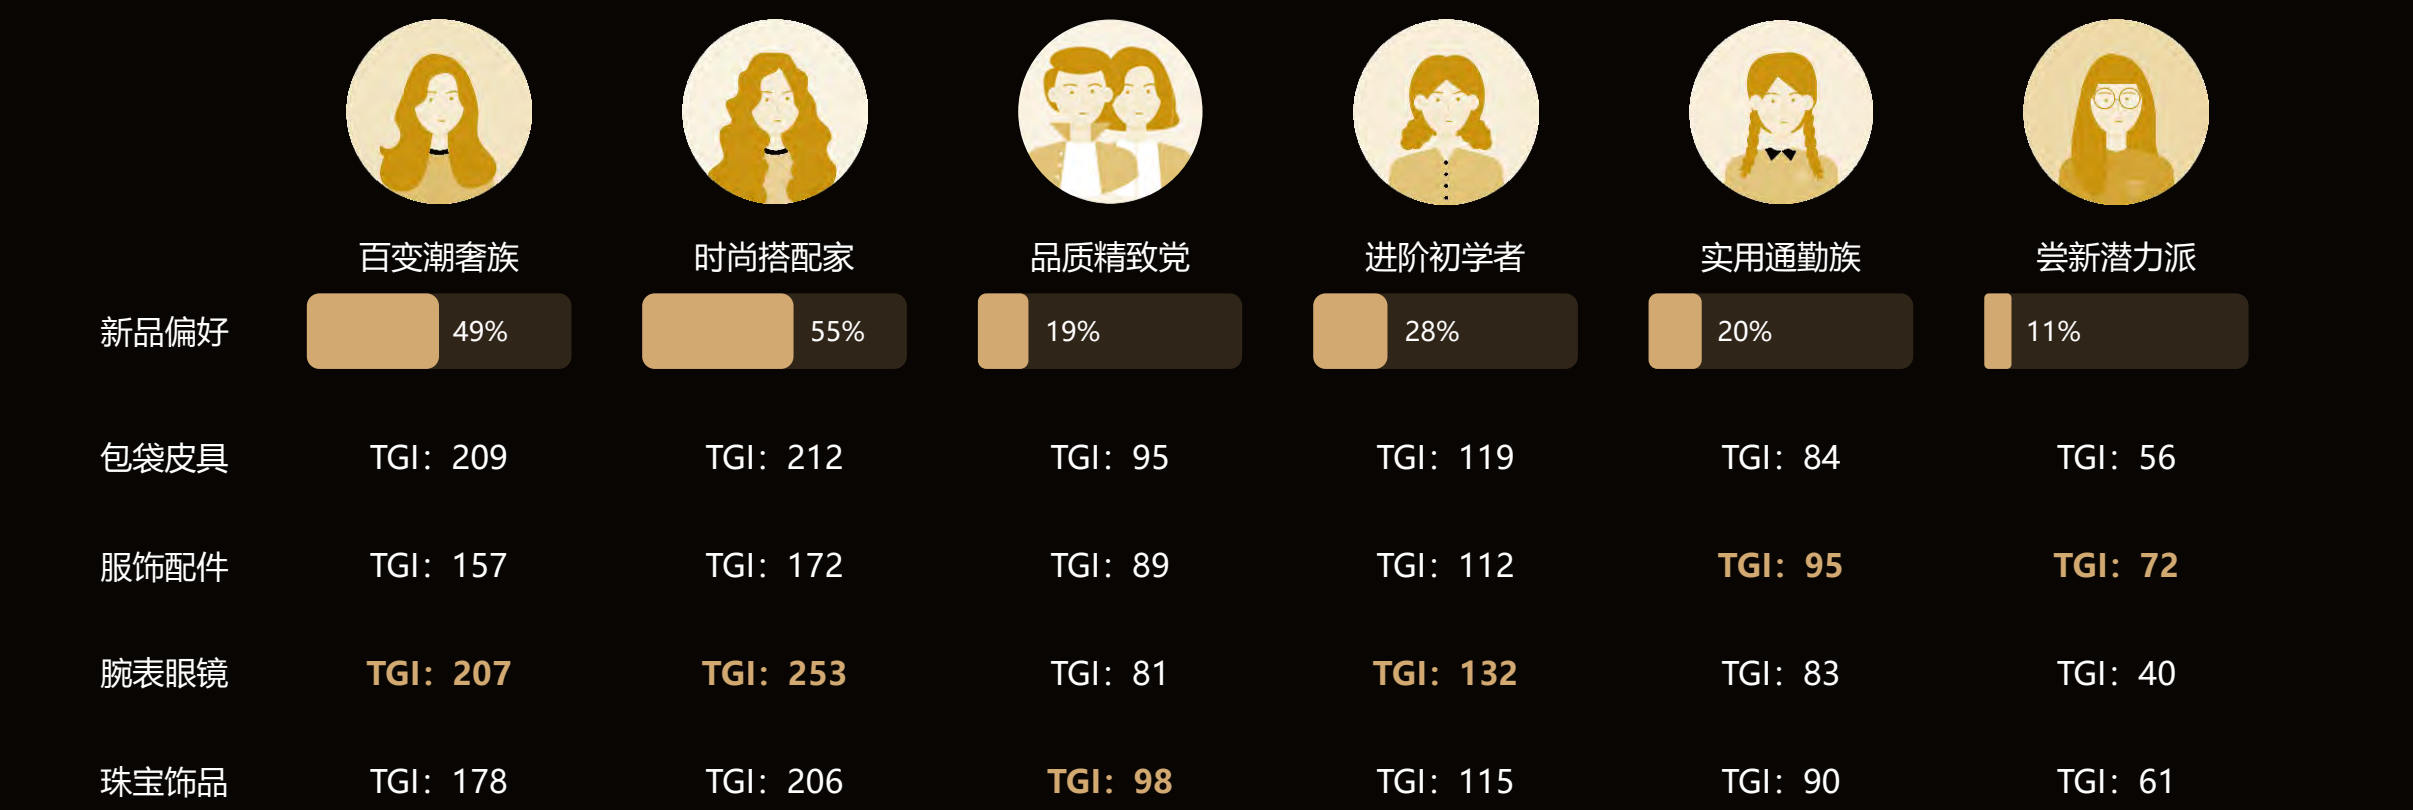 百变潮奢族 时尚搭配家 品质精致党 进阶初学者 实用通勤族 尝新潜力派
新品偏好 49% 55% 19% 28% 20% 11%
包袋皮具 TGI：209 TGI：212 TGI：95 TGI：119 TGI：84 TGI：56
服饰配件 TGI：157 TGI：172 TGI：89 TGI：112 TGI：95 TGI：72
腕表眼镜 TGI：207 TGI：253 TGI：81 TGI：132 TGI：83 TGI：40
珠宝饰品 TGI：178 TGI：206 TGI：98 TGI：115 TGI：90 TGI：61